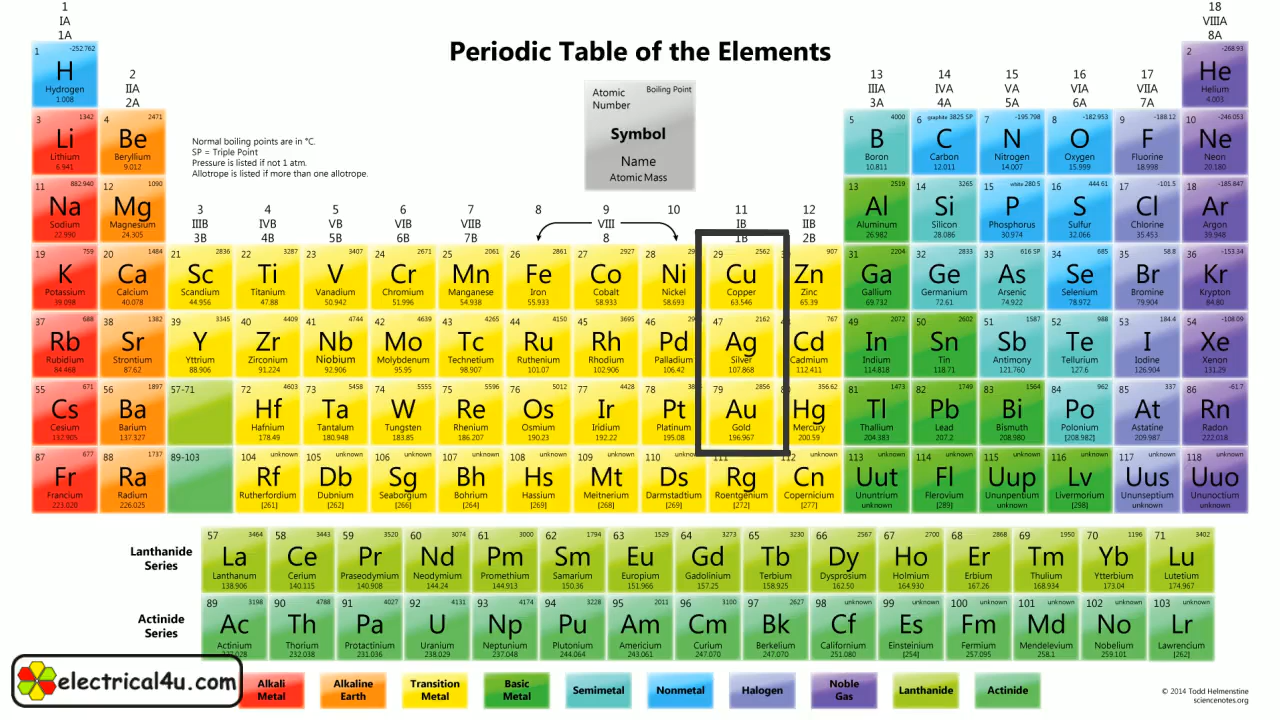 Periodic Table of the Elements
1
IA
1A
2
IIA
2A
3
IIIB
3B
4
IVB
4B
5
VB
5B
6
VIB
6B
7
VIIB
7B
8
9
VIII
8
10
11
IB
1B
12
IIB
2B
13
IIIA
3A
14
IVA
4A
15
VA
5A
16
VIA
6A
17
VIIA
7A
18
VIIIA
8A
Atomic Number
Boiling Point
Symbol
Name
Atomic Mass
Normal boiling points are in °C.
SP = Triple Point
Pressure is listed if not 1 atm.
Allotrope is listed if more than one allotrope.
1 -252.762
H
Hydrogen
1.008
2 -268.93
He
Helium
4.003
3 1342
Li
Lithium
6.941
4 2471
Be
Beryllium
9.012
5 4000
B
Boron
10.811
6 graphite 3825 SP
C
Carbon
12.011
7 -195.798
N
Nitrogen
14.007
8 -182.953
O
Oxygen
15.999
9 -188.12
F
Fluorine
18.998
10 -246.053
Ne
Neon
20.180
11 882.940
Na
Sodium
22.990
12 1090
Mg
Magnesium
24.305
13 2519
Al
Aluminum
26.982
14 3265
Si
Silicon
28.086
15 white 280.5
P
Phosphorus
30.974
16 444.61
S
Sulfur
32.066
17 -101.5
Cl
Chlorine
35.453
18 -185.847
Ar
Argon
39.948
19 759
K
Potassium
39.098
20 1484
Ca
Calcium
40.078
21 2836
Sc
Scandium
44.956
22 3287
Ti
Titanium
47.88
23 3407
V
Vanadium
50.942
24 2671
Cr
Chromium
51.996
25 2061
Mn
Manganese
54.938
26 2861
Fe
Iron
55.933
27 2927
Co
Cobalt
58.933
28
Ni
Nickel
58.693
29 2562
Cu
Copper
63.546
907
Zn
Zinc
65.39
31 2204
Ga
Gallium
69.732
32 2833
Ge
Germanium
72.61
33 616 SP
As
Arsenic
74.922
34 685
Se
Selenium
78.972
35 58.8
Br
Bromine
79.904
36 -153.34
Kr
Krypton
84.80
37 688
Rb
Rubidium
84.468
38 1382
Sr
Strontium
87.62
39 3345
Y
Yttrium
88.906
40 4409
Zr
Zirconium
91.224
41 4744
Nb
Niobium
92.906
42 4639
Mo
Molybdenum
95.95
43 4265
Tc
Technetium
98.907
44 4150
Ru
Ruthenium
101.07
45 3695
Rh
Rhodium
102.906
46
Pd
Palladium
106.42
47 2162
Ag
Silver
107.868
767
Cd
Cadmium
112.411
49 2072
In
Indium
114.818
50 2602
Sn
Tin
118.71
51 1587
Sb
Antimony
121.760
52 988
Te
Tellurium
127.6
53 184.4
I
Iodine
126.904
54 -108.09
Xe
Xenon
131.29
55 671
Cs
Cesium
132.905
56 1897
Ba
Barium
137.327
57-71
72 4603
Hf
Hafnium
178.49
73 5458
Ta
Tantalum
180.948
74 5555
W
Tungsten
183.85
75 5596
Re
Rhenium
186.207
76 5012
Os
Osmium
190.23
77 4428
Ir
Iridium
192.22
78
Pt
Platinum
195.08
79 2856
Au
Gold
196.967
356.62
Hg
Mercury
200.59
81 1473
Tl
Thallium
204.383
82 1749
Pb
Lead
207.2
83 1564
Bi
Bismuth
208.980
84 962
Po
Polonium
[208.982]
85 337
At
Astatine
209.987
86 -61.7
Rn
Radon
222.018
87 677
Fr
Francium
223.020
88 1737
Ra
Radium
226.025
89-103
104 unknown
Rf
Rutherfordium
[261]
105 unknown
Db
Dubnium
[262]
106 unknown
Sg
Seaborgium
[266]
107 unknown
Bh
Bohrium
[264]
108 unknown
Hs
Hassium
[269]
109 unknown
Mt
Meitnerium
[268]
110 unknown
Ds
Darmstadtium
[269]
111 unknown
Rg
Roentgenium
[272]
112 unknown
Cn
Copernicium
[277]
113 unknown
Uut
Ununtrium
unknown
114 unknown
Fl
Flerovium
[289]
115 unknown
Uup
Ununpentium
unknown
116 unknown
Lv
Livermorium
[298]
117 unknown
Uus
Ununseptium
unknown
118 unknown
Uuo
Ununoctium
unknown
Lanthanide
Series
57 3464
La
Lanthanum
138.906
58 3443
Ce
Cerium
140.115
59 3520
Pr
Praseodymium
140.908
60 3074
Nd
Neodymium
144.24
61 3000
Pm
Promethium
144.913
62 1794
Sm
Samarium
150.36
63 1529
Eu
Europium
151.966
64 3273
Gd
Gadolinium
157.25
65 3230
Tb
Terbium
158.925
66 2567
Dy
Dysprosium
162.50
67 2700
Ho
Holmium
164.930
68 2868
Er
Erbium
167.26
69 1950
Tm
Thulium
168.934
70 1196
Yb
Ytterbium
173.04
71 3402
Lu
Lutetium
174.967
Actinide
Series
89 3198
Ac
Actinium
90 4788
Th
Thorium
232.038
91 4027
Pa
Protactinium
231.036
92 4131
U
Uranium
238.029
93 4174
Np
Neptunium
237.048
94 3228
Pu
Plutonium
244.064
95 2011
Am
Americium
243.061
96 3100
Cm
Curium
247.070
97 2627
Bk
Berkelium
247.070
98 unknown
Cf
Californium
251.080
99 unknown
Es
Einsteinium
[254]
100 unknown
Fm
Fermium
257.095
101 unknown
Md
Mendelevium
258.1
102 unknown
No
Nobelium
259.101
103 unknown
Lr
Lawrencium
[262]
electrical4u.com
Alkali
Metal
Alkaline
Earth
Transition
Metal
Basic
Metal
Semimetal
Nonmetal
Halogen
Noble
Gas
Lanthanide
Actinide
© 2014 Todd Helmenstine
sciencenotes.org